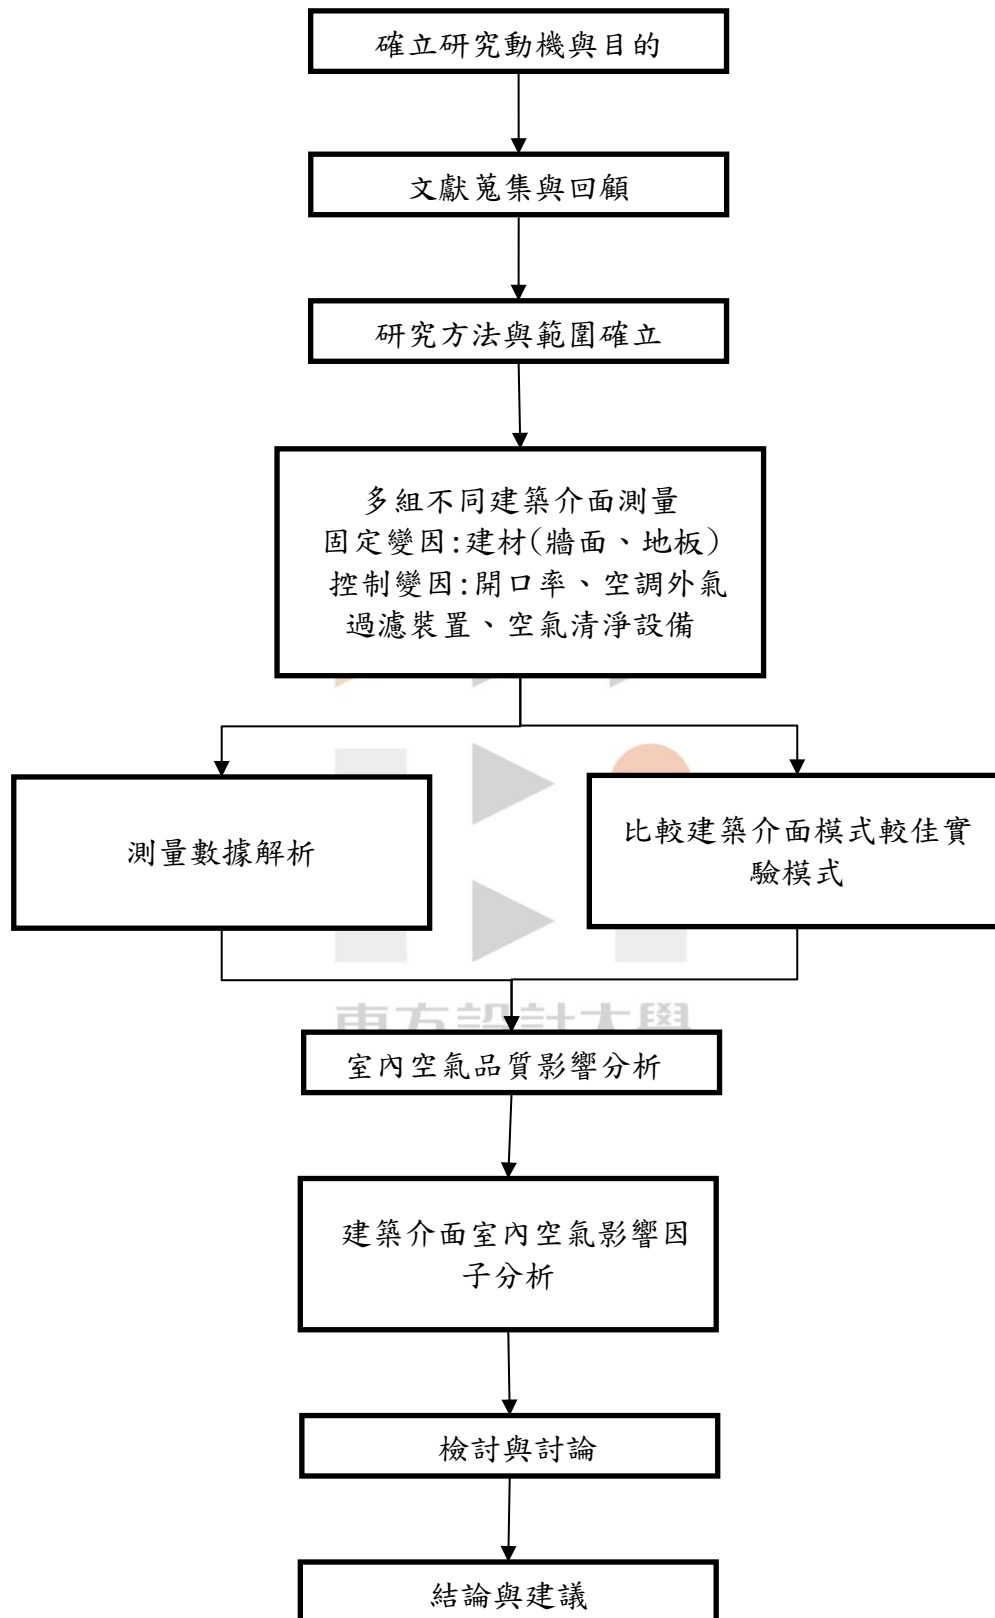 確立研究動機與目的
文獻蒐集與回顧
研究方法與範圍確立
多組不同建築介面測量
固定變因:建材(牆面、地板)
控制變因:開口率、空調外氣
過濾裝置、空氣清淨設備
測量數據解析
比較建築介面模式較佳實
驗模式
東方設計大學
室內空氣品質影響分析
建築介面室內空氣影響因
子分析
檢討與討論
結論與建議